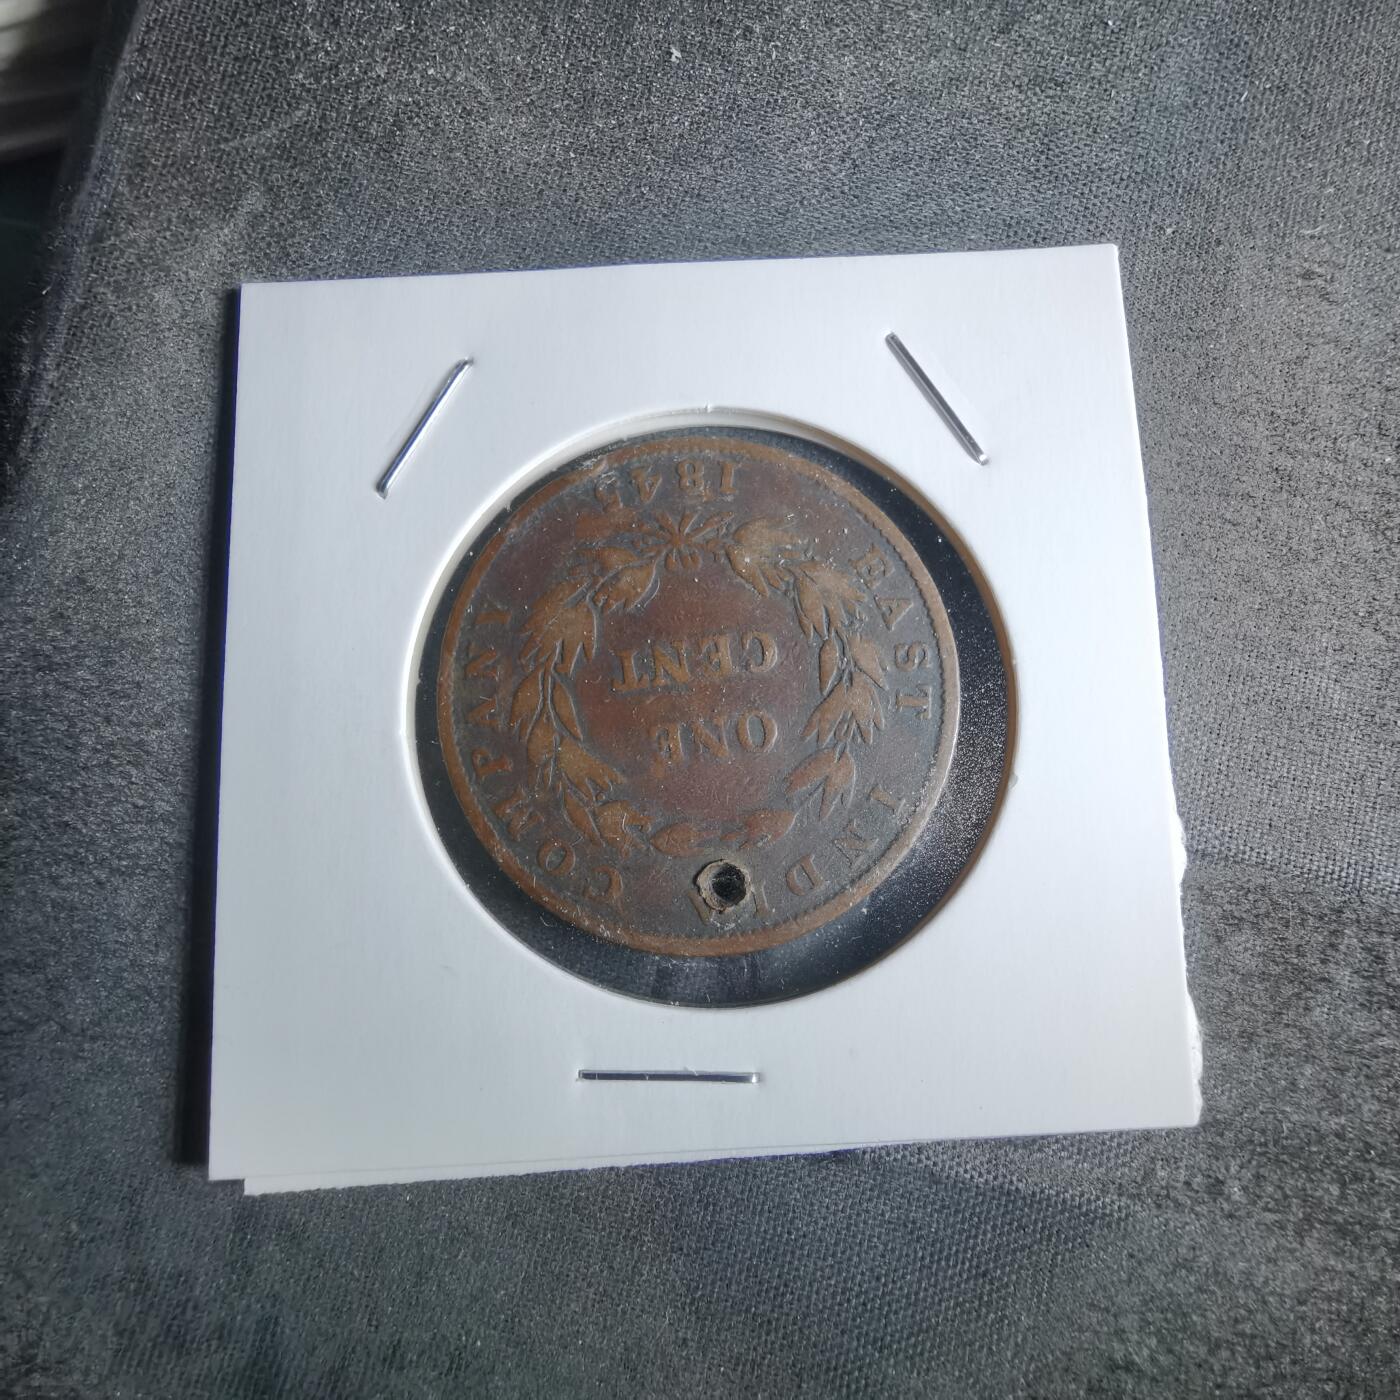 EAST INDIA COMPANY
ONE
CENT
1845